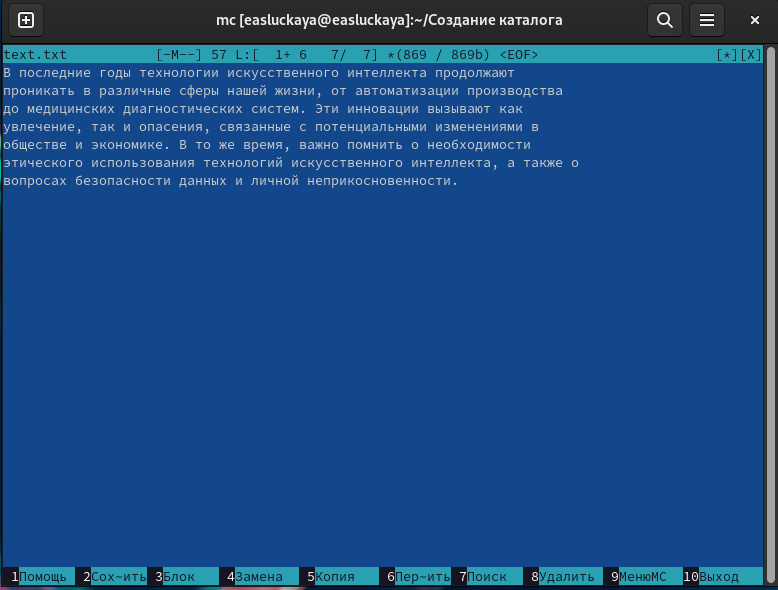 mc [easluckaya@easluckaya]:~/Создание каталога
text.txt [-M--] 57 L:[ 1+ 6 7/ 7] *(869 / 869b) <EOF> [*][X]
В последние годы технологии искусственного интеллекта продолжают
проникать в различные сферы нашей жизни, от автоматизации производства
до медицинских диагностических систем. Эти инновации вызывают как
увлечение, так и опасения, связанные с потенциальными изменениями в
обществе и экономике. В то же время, важно помнить о необходимости
этического использования технологий искусственного интеллекта, а также о
вопросах безопасности данных и личной неприкосновенности.
1Помощь 2Сох~ить 3Блок 4Замена 5Копия 6Пер~ить 7Поиск 8Удалить 9МенюMC 10Выход